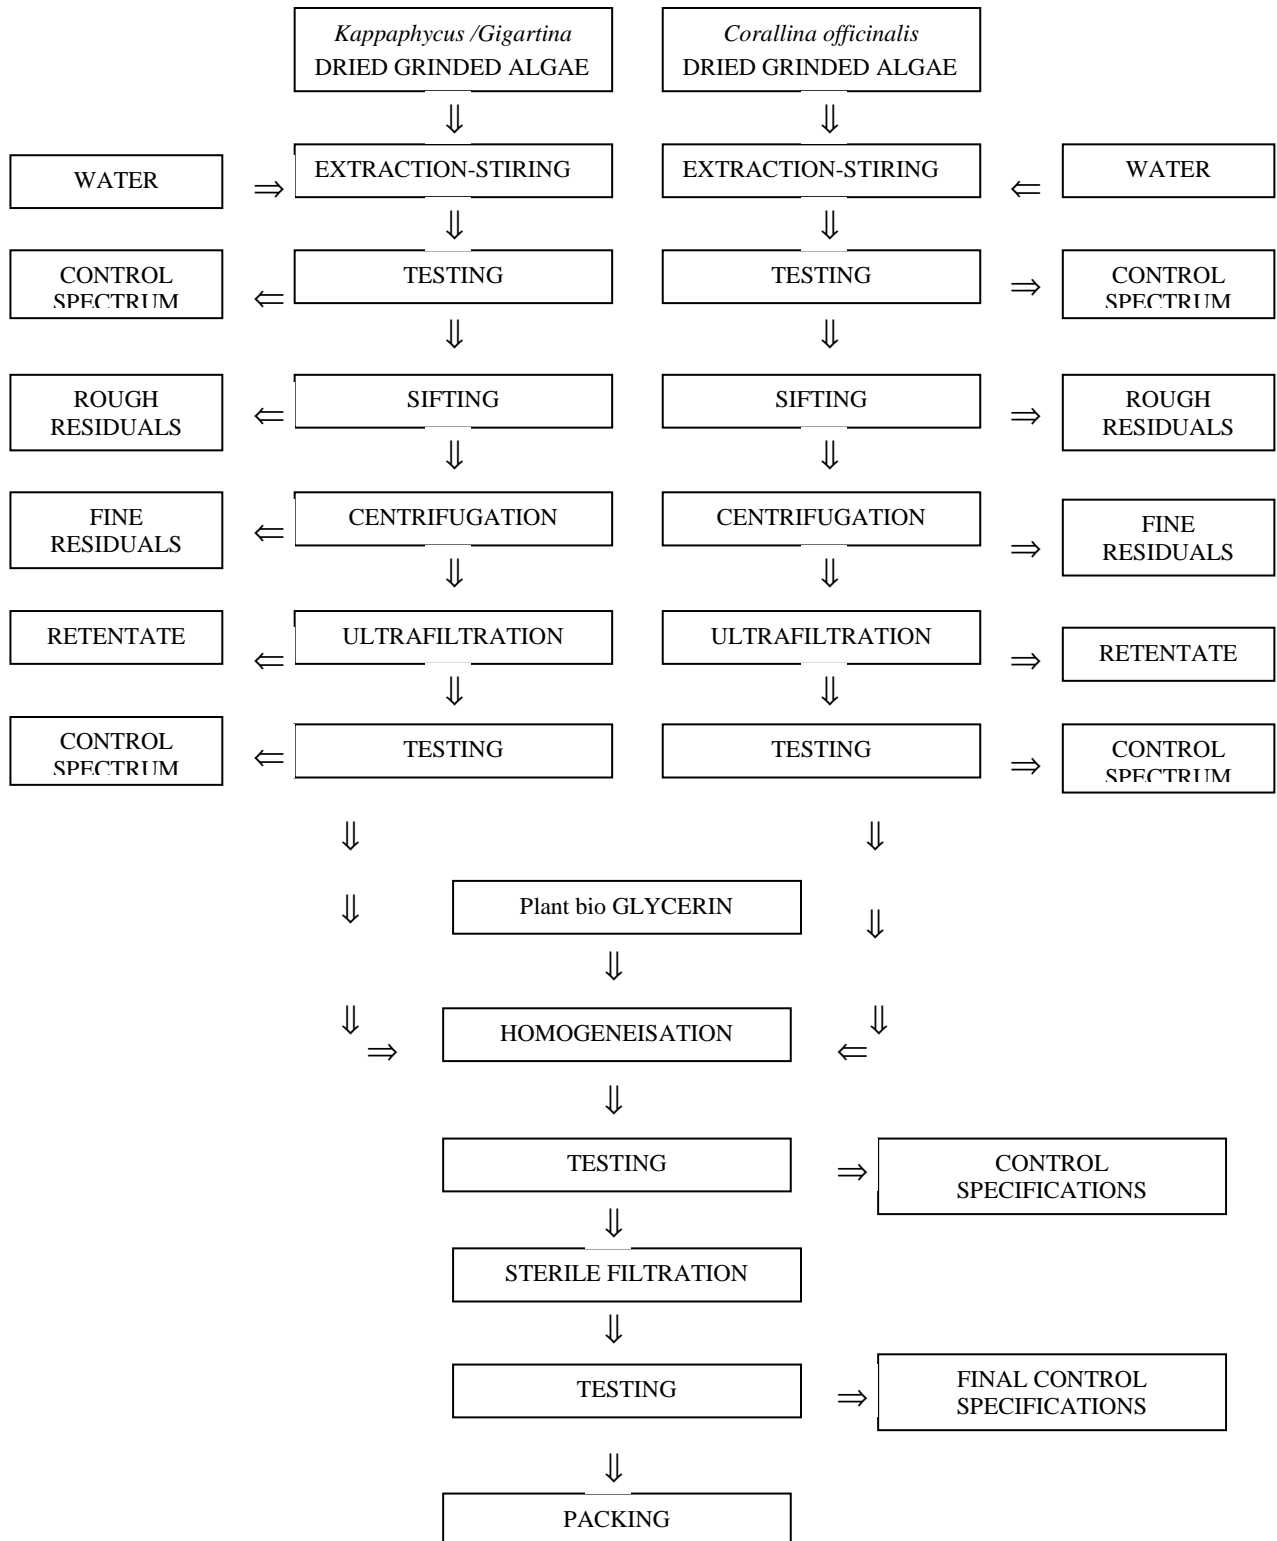 Kappaphycus /Gigartina
DRIED GRINDED ALGAE
Corallina officinalis
DRIED GRINDED ALGAE
WATER
EXTRACTION-STIRING
EXTRACTION-STIRING
WATER
CONTROL
SPECTRUM
TESTING
TESTING
CONTROL
SPECTRUM
ROUGH
RESIDUALS
SIFTING
SIFTING
ROUGH
RESIDUALS
FINE
RESIDUALS
CENTRIFUGATION
CENTRIFUGATION
FINE
RESIDUALS
RETENTATE
ULTRAFILTRATION
ULTRAFILTRATION
RETENTATE
CONTROL
SPECTRUM
TESTING
TESTING
CONTROL
SPECTRUM
Plant bio GLYCERIN
HOMOGENEISATION
TESTING
CONTROL
SPECIFICATIONS
STERILE FILTRATION
TESTING
FINAL CONTROL
SPECIFICATIONS
PACKING